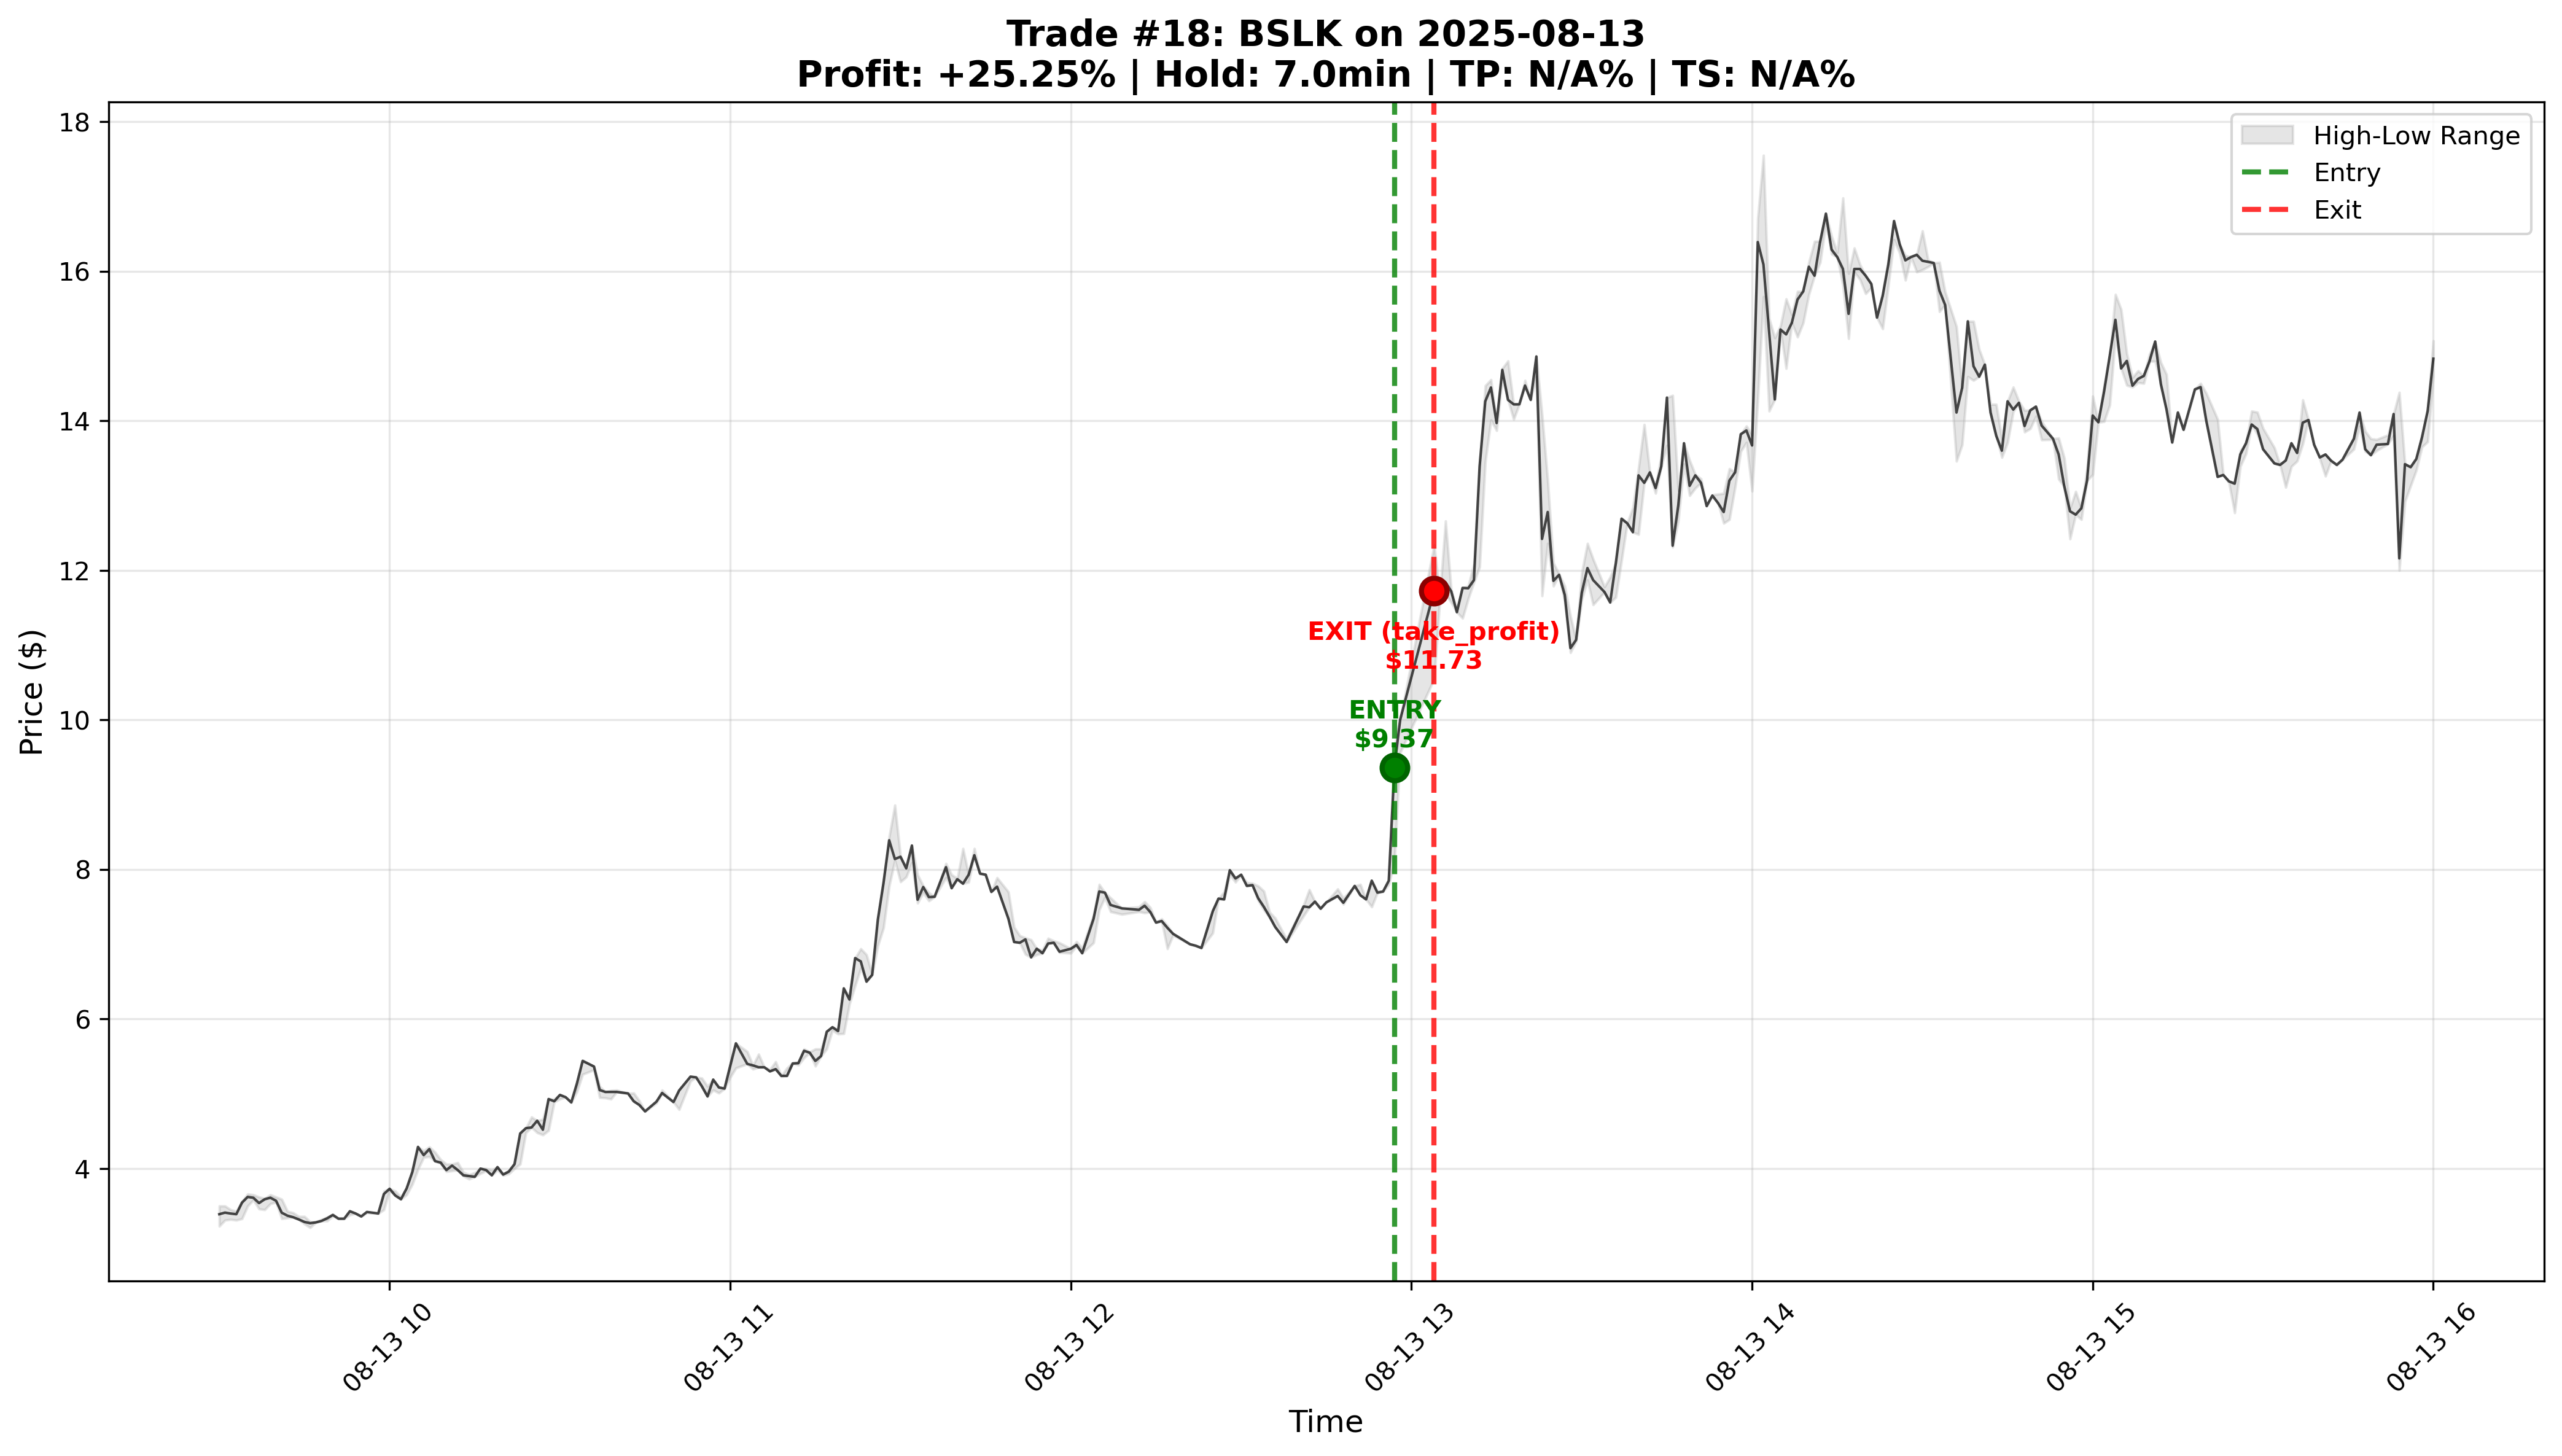 Trade #18: BSLK on 2025-08-13
Profit: +25.25% | Hold: 7.0min | TP: N/A% | TS: N/A%
High-Low Range
Entry
Exit
18
16
14
12
10
8
6
4
Price ($)
EXIT (take_profit)
$11.73
ENTRY
$9.37
08-13 10
08-13 11
08-13 12
08-13 13
08-13 14
08-13 15
08-13 16
Time